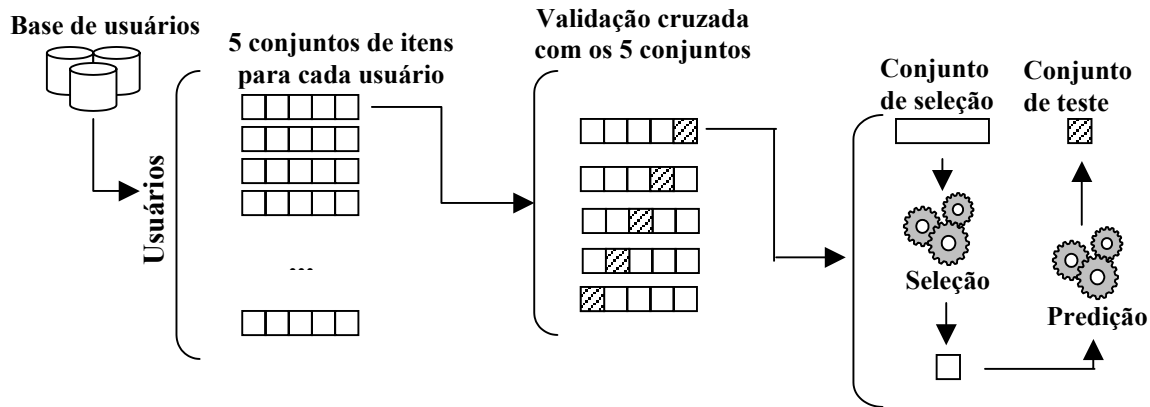 Base de usuários
5 conjuntos de itens
para cada usuário
Validação cruzada
com os 5 conjuntos
Conjunto
de seleção
Conjunto
de teste
Usuários
...
Seleção
Predição